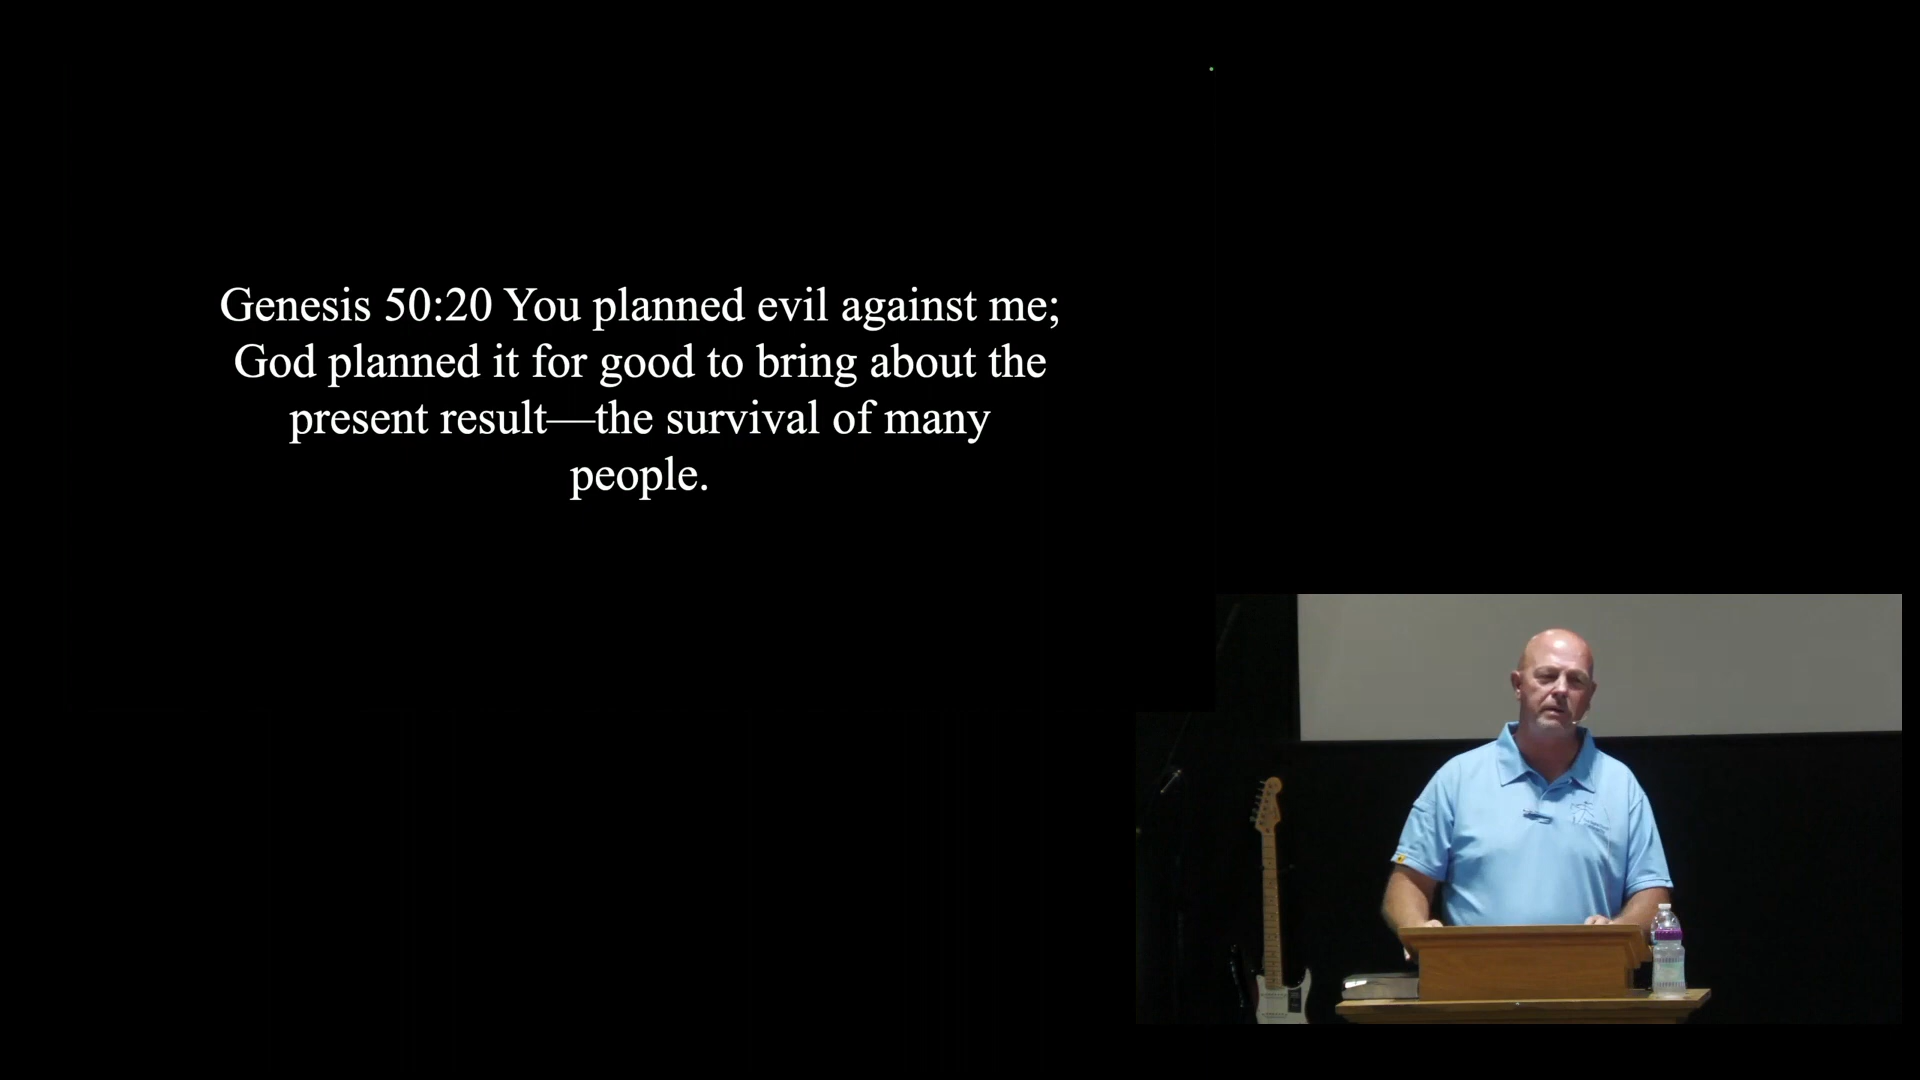 Genesis 50:20 You planned evil against me;
God planned it for good to bring about the
present result—the survival of many
people.